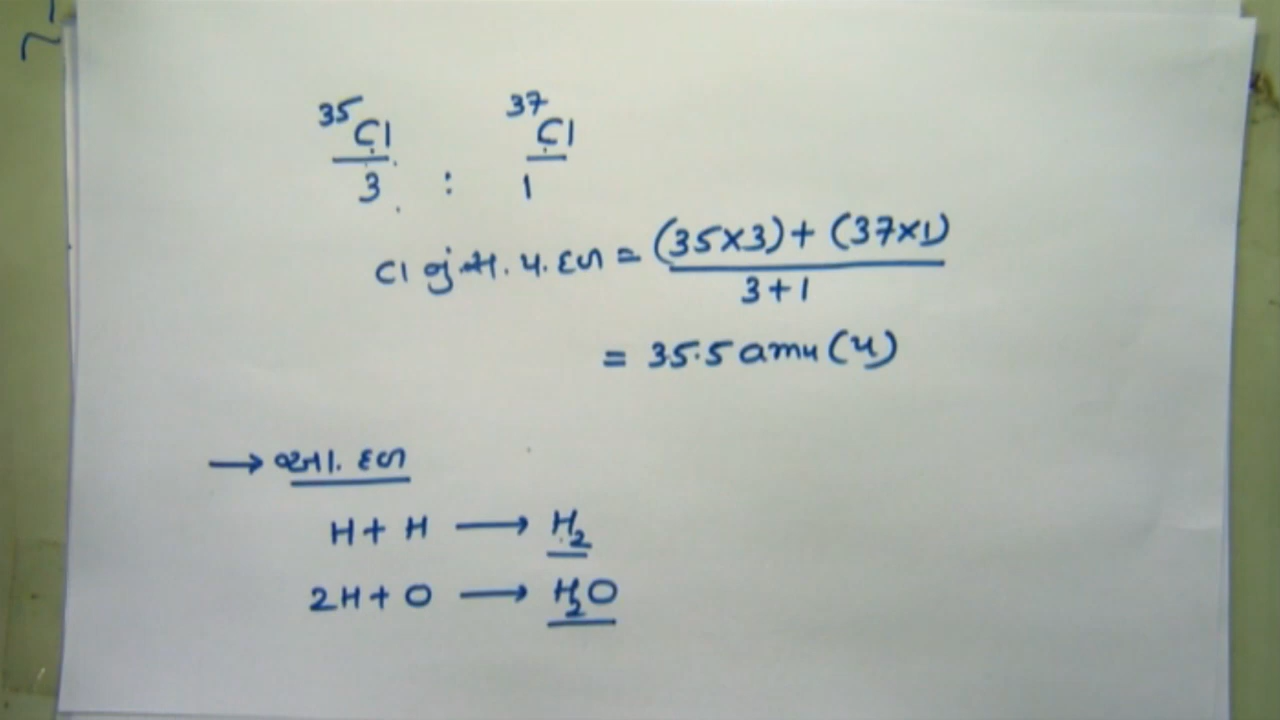 35Cl 37Cl
3 : 1
Cl નું સ. પ. દળ = (35×3) + (37×1)
3+1
= 35.5 amu (u)
→ આ. દળ
H + H → H₂
2H + O → H₂O